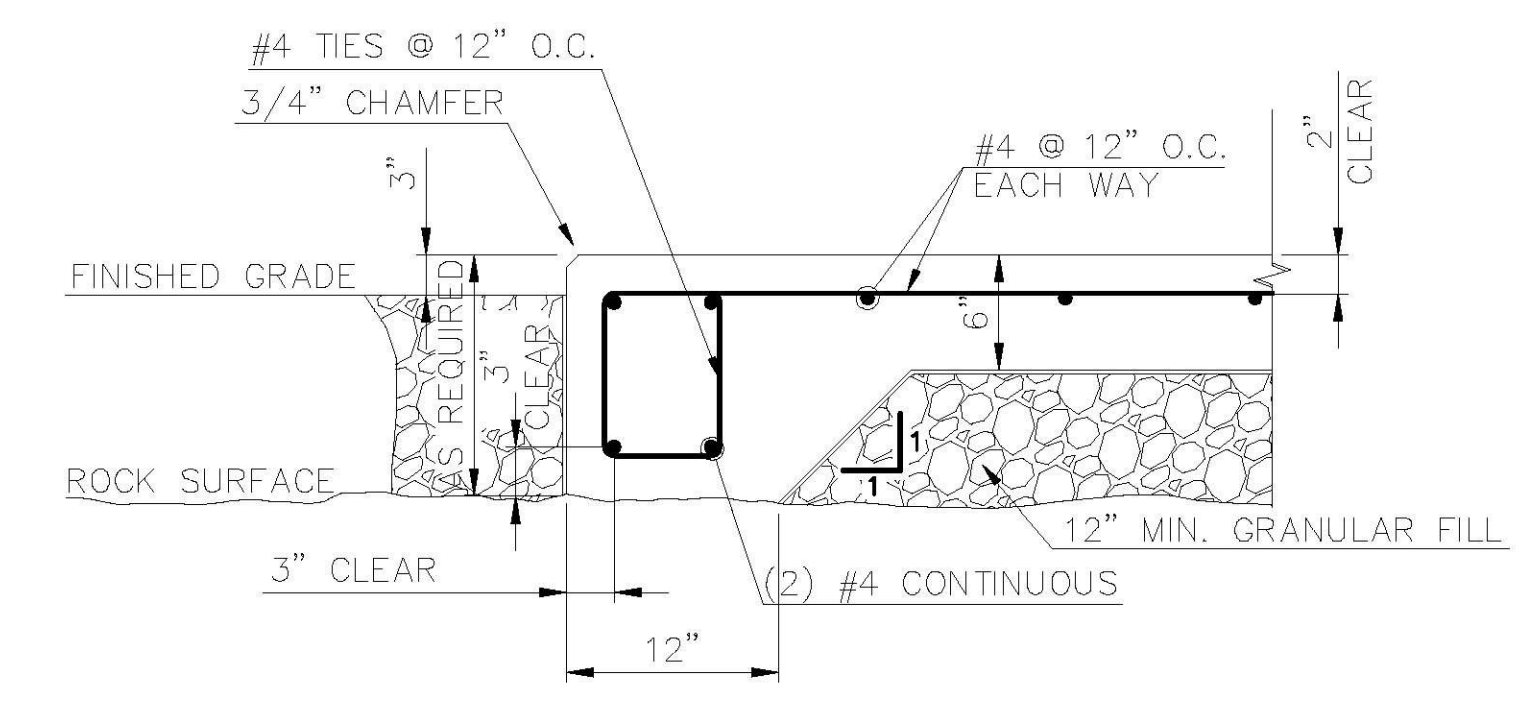 #4 TIES @ 12" O.C.
3/4" CHAMFER
3"
#4 @ 12" O.C.
EACH WAY
2"
CLEAR
FINISHED GRADE
AS REQUIRED
3"
CLEAR
6"
1
1
ROCK SURFACE
12" MIN. GRANULAR FILL
3" CLEAR
(2) #4 CONTINUOUS
12"